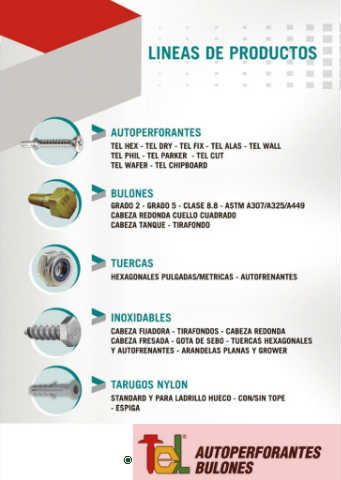 LINEAS DE PRODUCTOS
AUTOPERFORANTES
TEL HEX - TEL DRY - TEL FIX - TEL ALAS - TEL WALL
TEL PHIL - TEL PARKER - TEL CUT
TEL WAFER - TEL CHIPBOARD
BULONES
GRADO 2 - GRADO 5 - CLASE 8.8 - ASTM A307/A325/A449
CABEZA REDONDA CUELLO CUADRADO
CABEZA TANQUE - TIRAFONDO
TUERCAS
HEXAGONALES PULGADAS/METRICAS - AUTOFRENANTES
INOXIDABLES
CABEZA FIJADORA - TIRAFONDOS - CABEZA REDONDA
CABEZA FRESADA - GOTA DE SEBO - TUERCAS HEXAGONALES
Y AUTOFRENANTES - ARANDELAS PLANAS Y GROWER
TARUGOS NYLON
STANDARD Y PARA LADRILLO HUECO - CON/SIN TOPE
- ESPIGA
TEL® AUTOPERFORANTES
BULONES